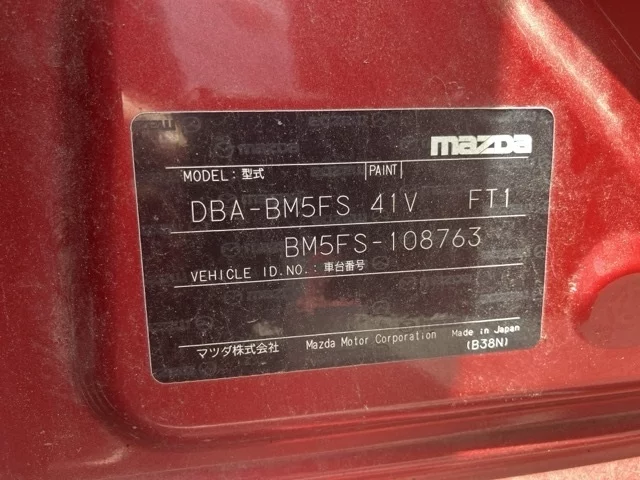 mazda
MODEL:型式 PAINT
DBA-BM5FS 41V FT1
BM5FS-108763
VEHICLE ID.NO.:車台番号
マツダ株式会社 Mazda Motor Corporation Made in Japan
(B38N)